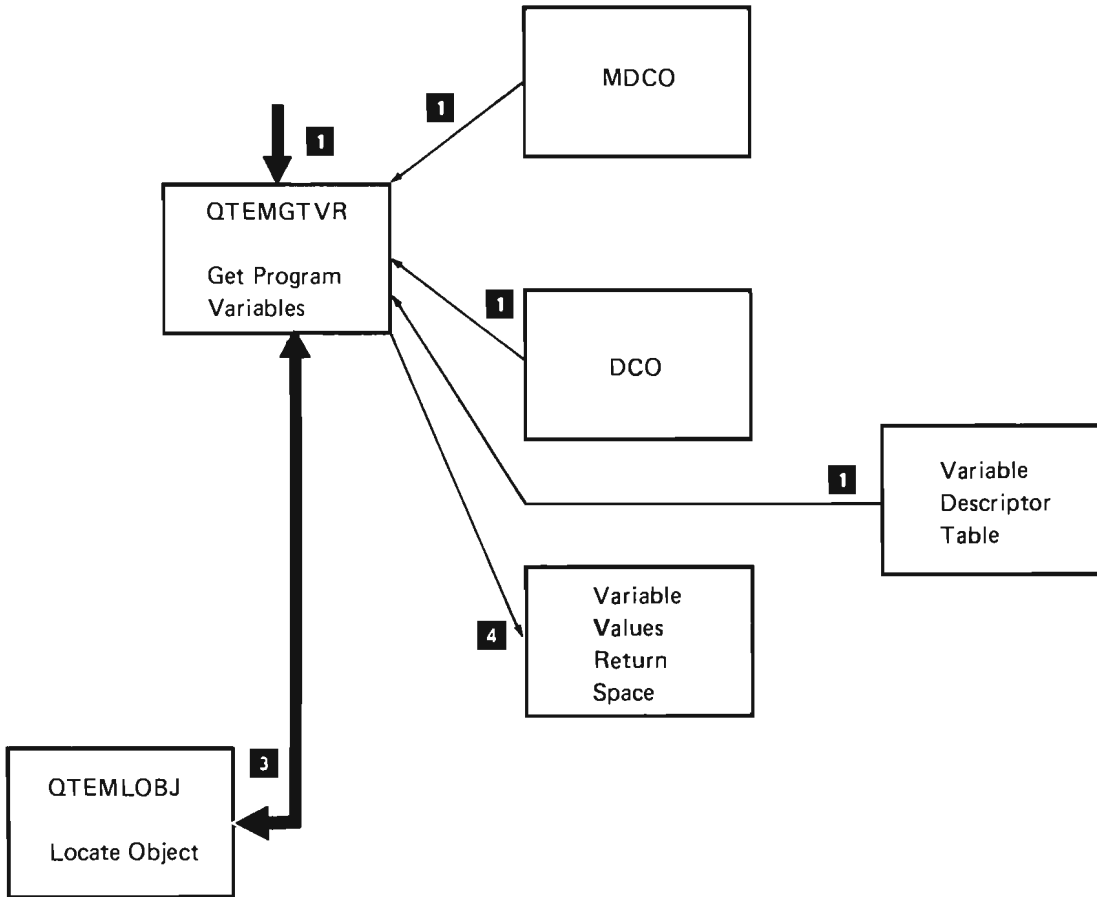 MDCO
1
1
QTEMGTVR
Get Program
Variables
1
DCO
1
Variable
Descriptor
Table
Variable
Values
Return
Space
4
3
QTEMLOBJ
Locate Object